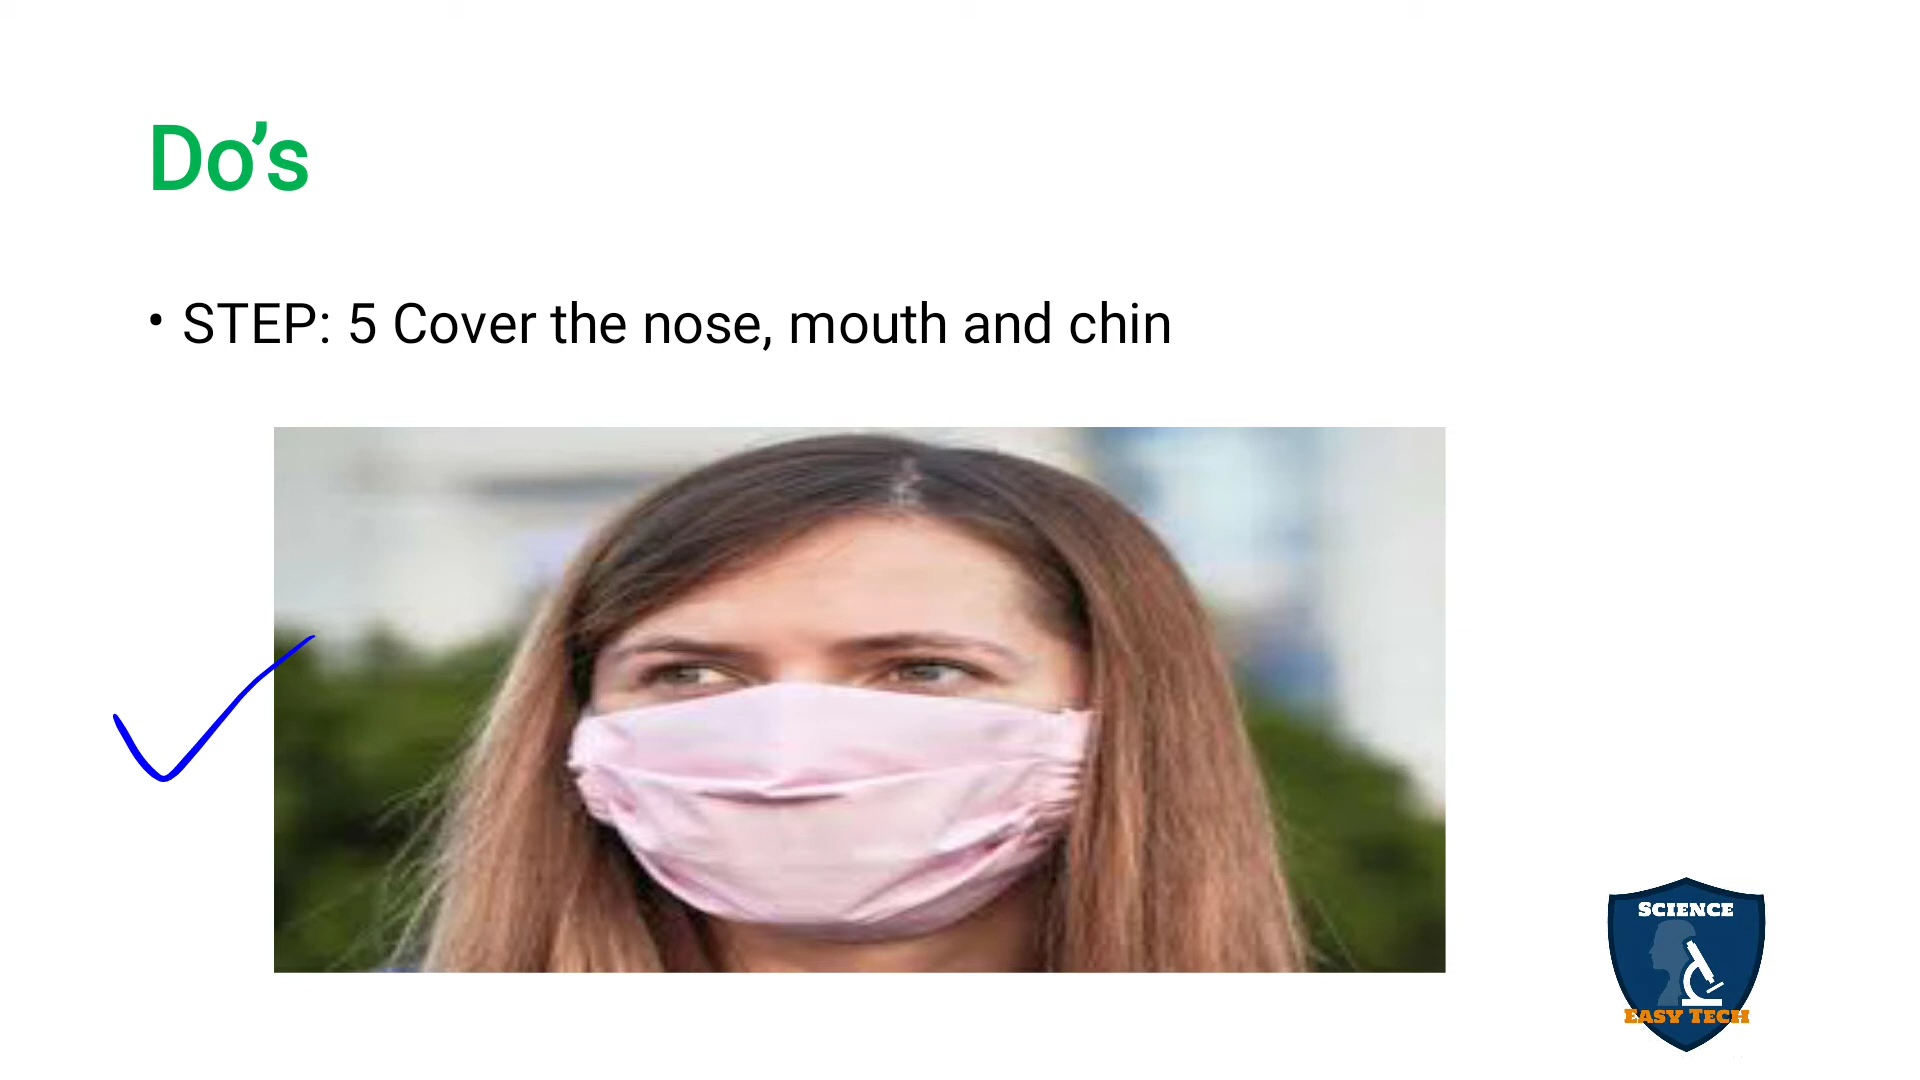 Do’s
• STEP: 5 Cover the nose, mouth and chin
SCIENCE
EASY TECH